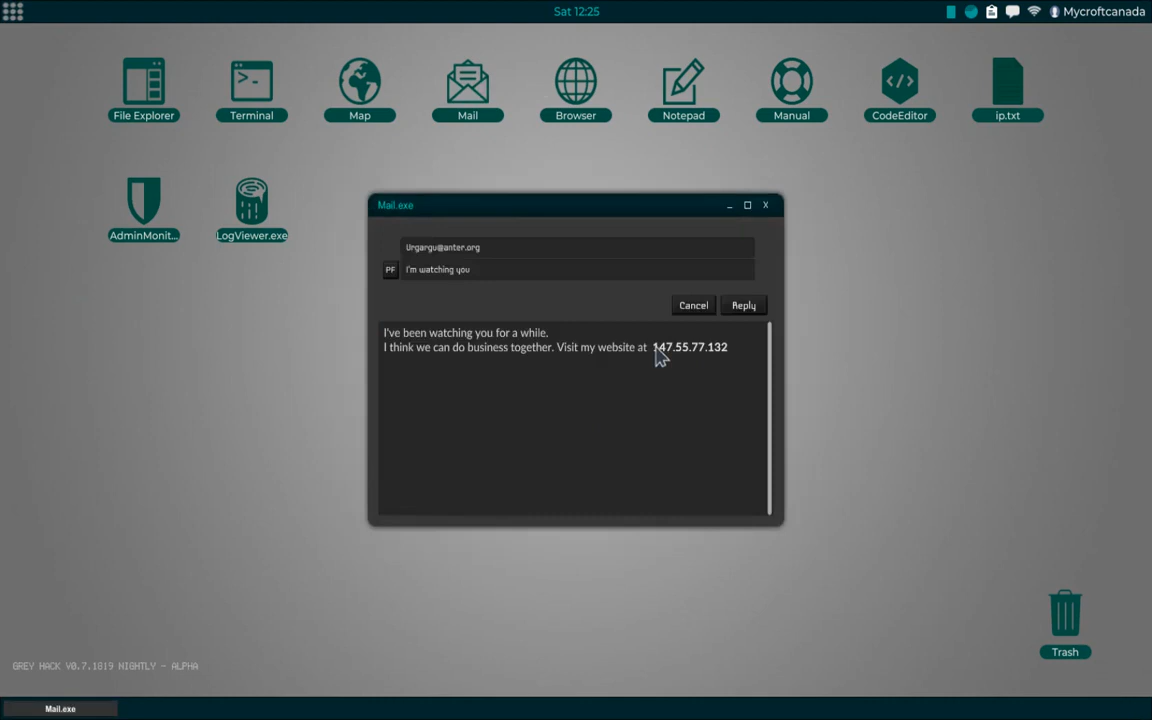 Sat 12:25
Mycroftcanada
File Explorer
Terminal
Map
Mail
Browser
Notepad
Manual
CodeEditor
ip.txt
AdminMonit...
LogViewer.exe
Mail.exe
Urgargu@anter.org
PF
I'm watching you
Cancel
Reply
I've been watching you for a while.
I think we can do business together. Visit my website at 147.55.77.132
Trash
GREY HACK V0.7.1819 NIGHTLY - ALPHA
Mail.exe